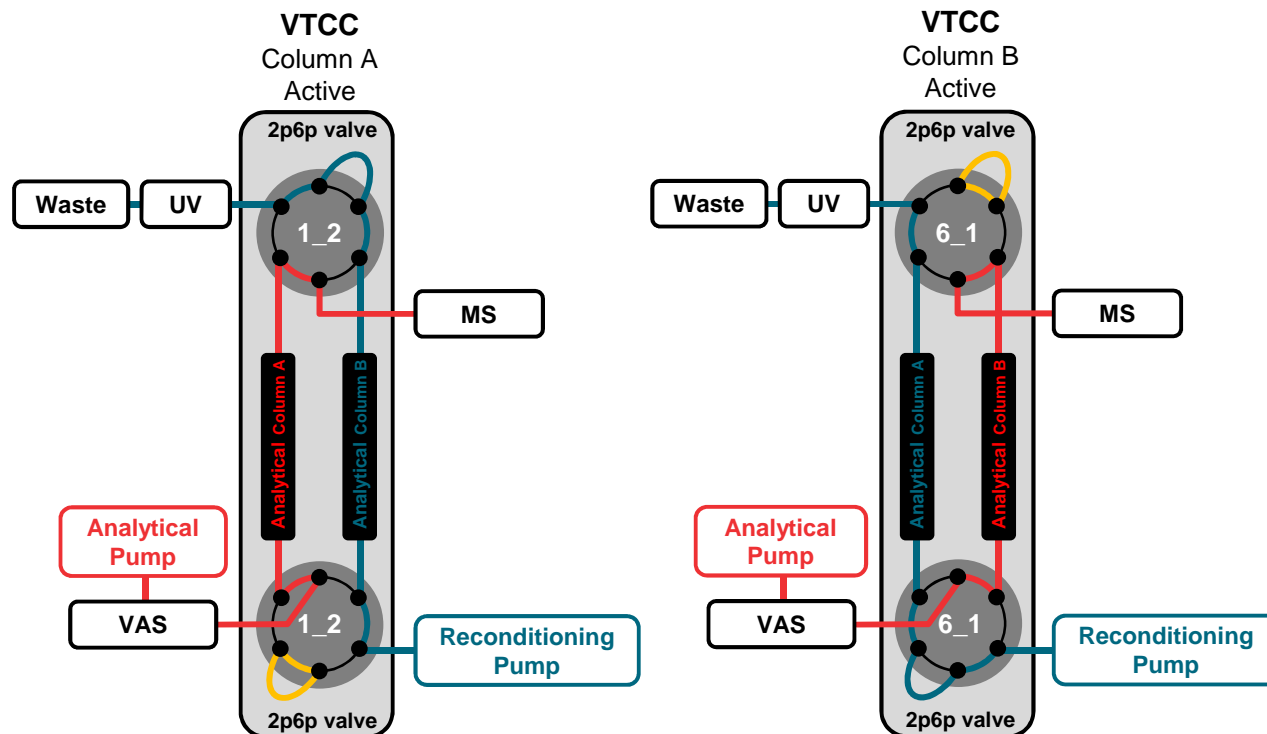 VTCC
Column A
Active
2p6p valve
Waste
UV
1_2
MS
Analytical Column A
Analytical Column B
Analytical
Pump
VAS
1_2
Reconditioning
Pump
2p6p valve
VTCC
Column B
Active
2p6p valve
Waste
UV
6_1
MS
Analytical Column A
Analytical Column B
Analytical
Pump
VAS
6_1
Reconditioning
Pump
2p6p valve